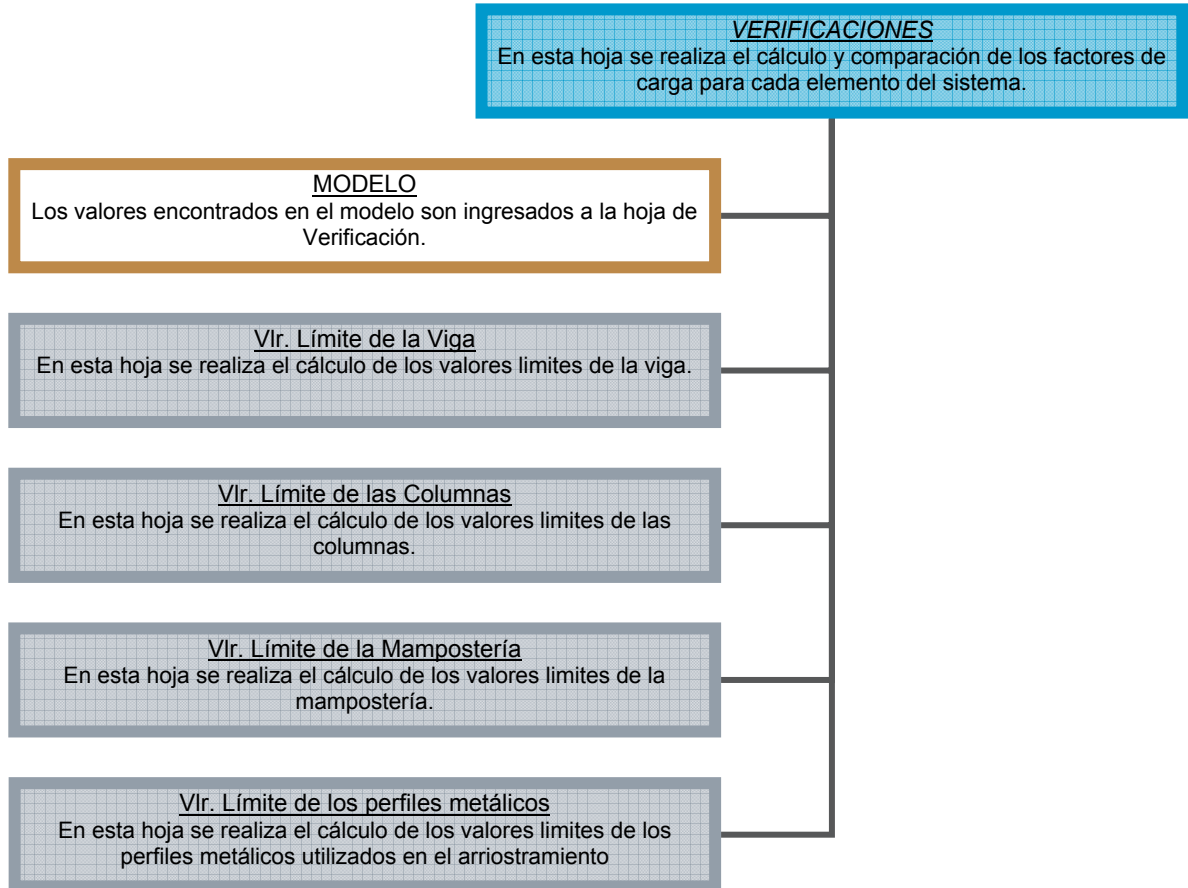 VERIFICACIONES
En esta hoja se realiza el cálculo y comparación de los factores de
carga para cada elemento del sistema.
MODELO
Los valores encontrados en el modelo son ingresados a la hoja de
Verificación.
Vlr. Límite de la Viga
En esta hoja se realiza el cálculo de los valores limites de la viga.
Vlr. Límite de las Columnas
En esta hoja se realiza el cálculo de los valores limites de las
columnas.
Vlr. Límite de la Mampostería
En esta hoja se realiza el cálculo de los valores limites de la
mampostería.
Vlr. Límite de los perfiles metálicos
En esta hoja se realiza el cálculo de los valores limites de los
perfiles metálicos utilizados en el arriostramiento